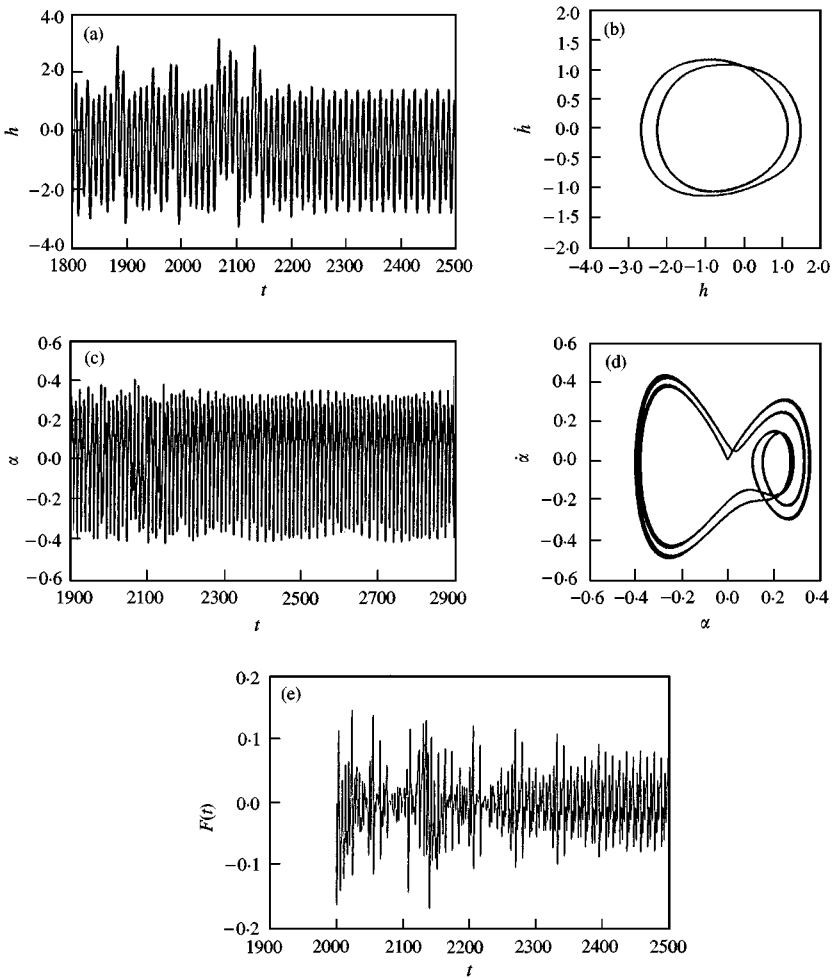 (a)
4·0
2·0
0·0
−2·0
−4·0
h
1800 1900 2000 2100 2200 2300 2400 2500
t
(b)
2·0
1·5
1·0
0·5
0·0
−0·5
−1·0
−1·5
−2·0
ḣ
−4·0 −3·0 −2·0 −1·0 0·0 1·0 2·0
h
(c)
0·6
0·4
0·2
0·0
−0·2
−0·4
−0·6
α
1900 2100 2300 2500 2700 2900
t
(d)
0·6
0·4
0·2
0·0
−0·2
−0·4
−0·6
α̇
−0·6 −0·4 −0·2 0·0 0·2 0·4
α
(e)
0·2
0·1
0·0
−0·1
−0·2
F(t)
1900 2000 2100 2200 2300 2400 2500
t